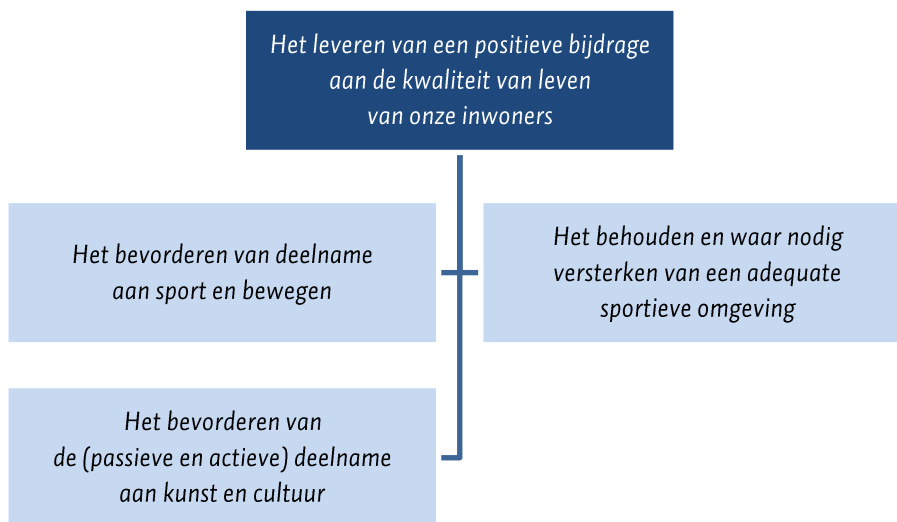 Het leveren van een positieve bijdrage
aan de kwaliteit van leven
van onze inwoners
Het bevorderen van deelname
aan sport en bewegen
Het behouden en waar nodig
versterken van een adequate
sportieve omgeving
Het bevorderen van
de (passieve en actieve) deelname
aan kunst en cultuur